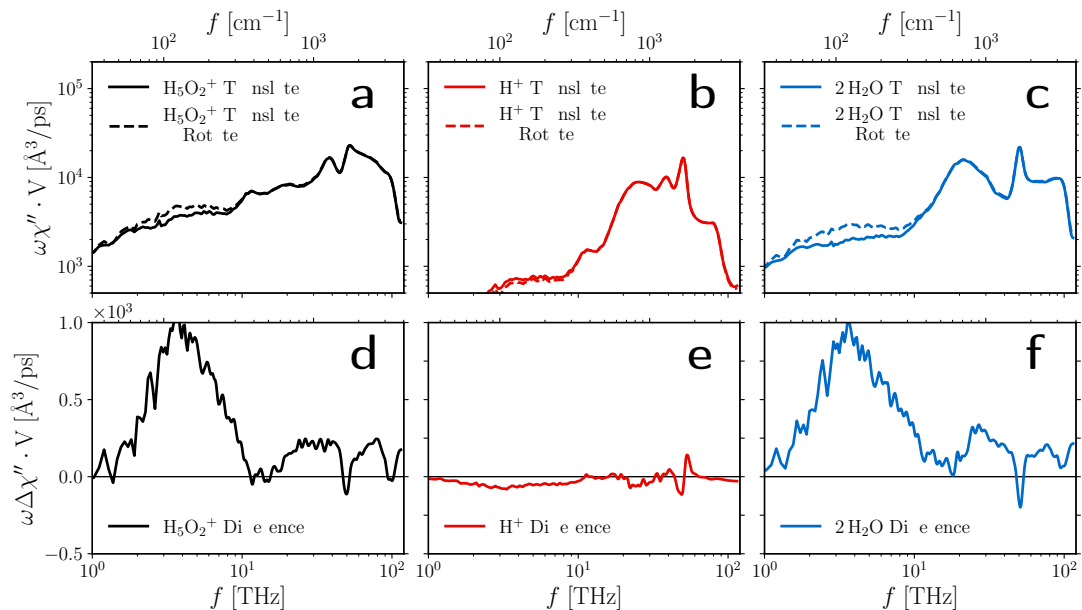 f [cm⁻¹] f [cm⁻¹] f [cm⁻¹]
10² 10³ 10² 10³ 10² 10³
ωχ″ · V [Å³/ps]
10⁵
10⁴
10³
H₅O₂⁺ T nsl te
H₅O₂⁺ T nsl te
Rot te
a
H⁺ T nsl te
H⁺ T nsl te
Rot te
b
2 H₂O T nsl te
2 H₂O T nsl te
Rot te
c
×10³
ωΔχ″ · V [Å³/ps]
1.0
0.5
0.0
−0.5
d
H₅O₂⁺ Di e ence
e
H⁺ Di e ence
f
2 H₂O Di e ence
10⁰ 10¹ 10² 10¹ 10² 10⁰ 10¹ 10²
f [THz] f [THz] f [THz]